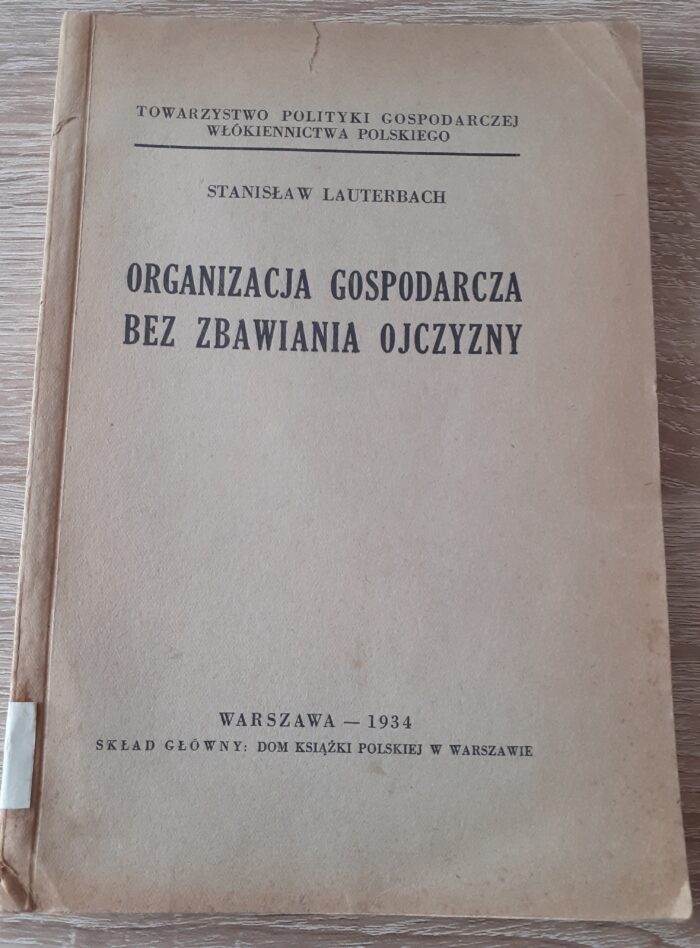 TOWARZYSTWO POLITYKI GOSPODARCZEJ
WŁÓKIENNICTWA POLSKIEGO
STANISŁAW LAUTERBACH
ORGANIZACJA GOSPODARCZA
BEZ ZBAWIANIA OJCZYZNY
WARSZAWA — 1934
SKŁAD GŁÓWNY: DOM KSIĄŻKI POLSKIEJ W WARSZAWIE